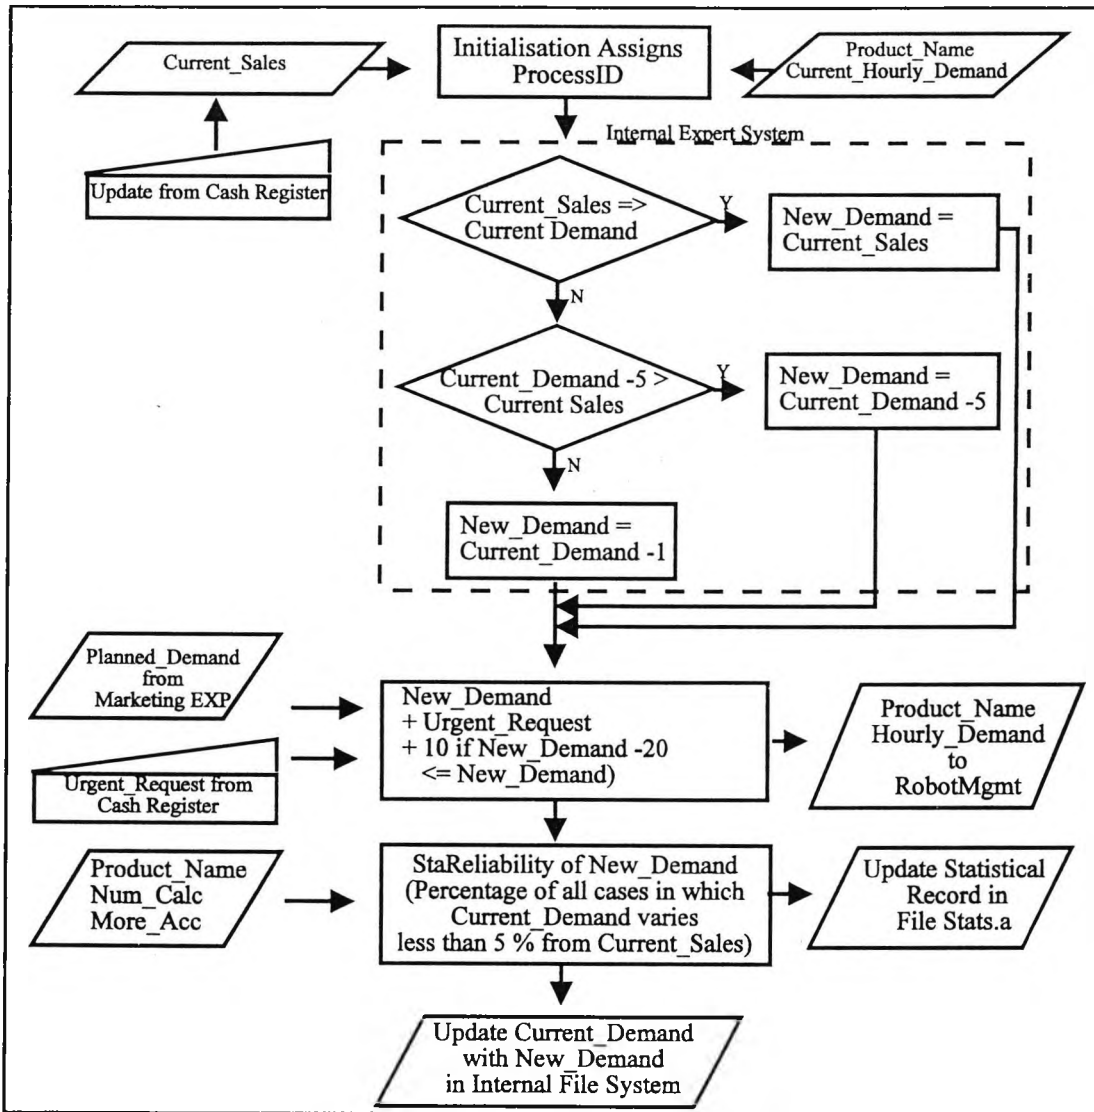 Current_Sales
Initialisation Assigns
ProcessID
Product_Name
Current_Hourly_Demand
Update from Cash Register
Internal Expert System
Current_Sales =>
Current Demand
Y
New_Demand =
Current_Sales
N
Current_Demand -5 >
Current Sales
Y
New_Demand =
Current_Demand -5
N
New_Demand =
Current_Demand -1
Planned_Demand
from
Marketing EXP
Urgent_Request from
Cash Register
New_Demand
+ Urgent_Request
+ 10 if New_Demand -20
<= New_Demand)
Product_Name
Hourly_Demand
to
RobotMgmt
Product_Name
Num_Calc
More_Acc
StaReliability of New_Demand
(Percentage of all cases in which
Current_Demand varies
less than 5 % from Current_Sales)
Update Statistical
Record in
File Stats.a
Update Current_Demand
with New_Demand
in Internal File System